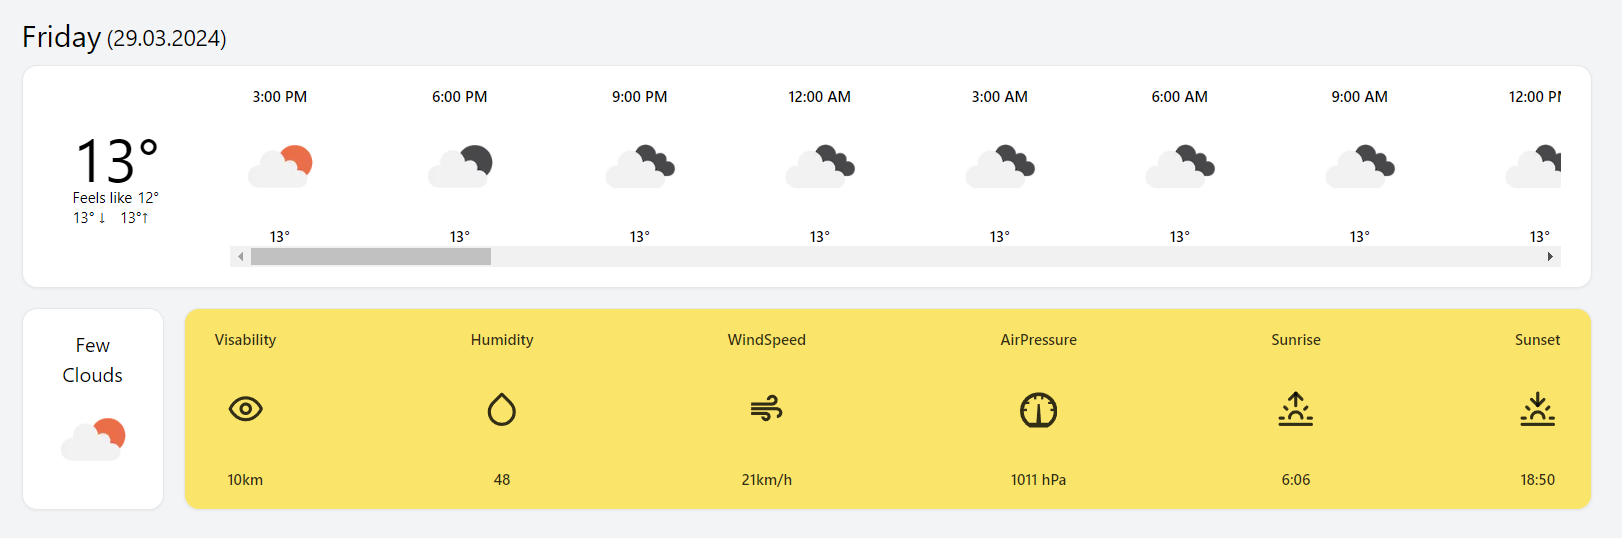 Friday (29.03.2024)
3:00 PM 6:00 PM 9:00 PM 12:00 AM 3:00 AM 6:00 AM 9:00 AM 12:00 PM
13°
Feels like 12°
13° ↓ 13°↑
13° 13° 13° 13° 13° 13° 13° 13°
Few
Clouds
Visability Humidity WindSpeed AirPressure Sunrise Sunset
10km 48 21km/h 1011 hPa 6:06 18:50